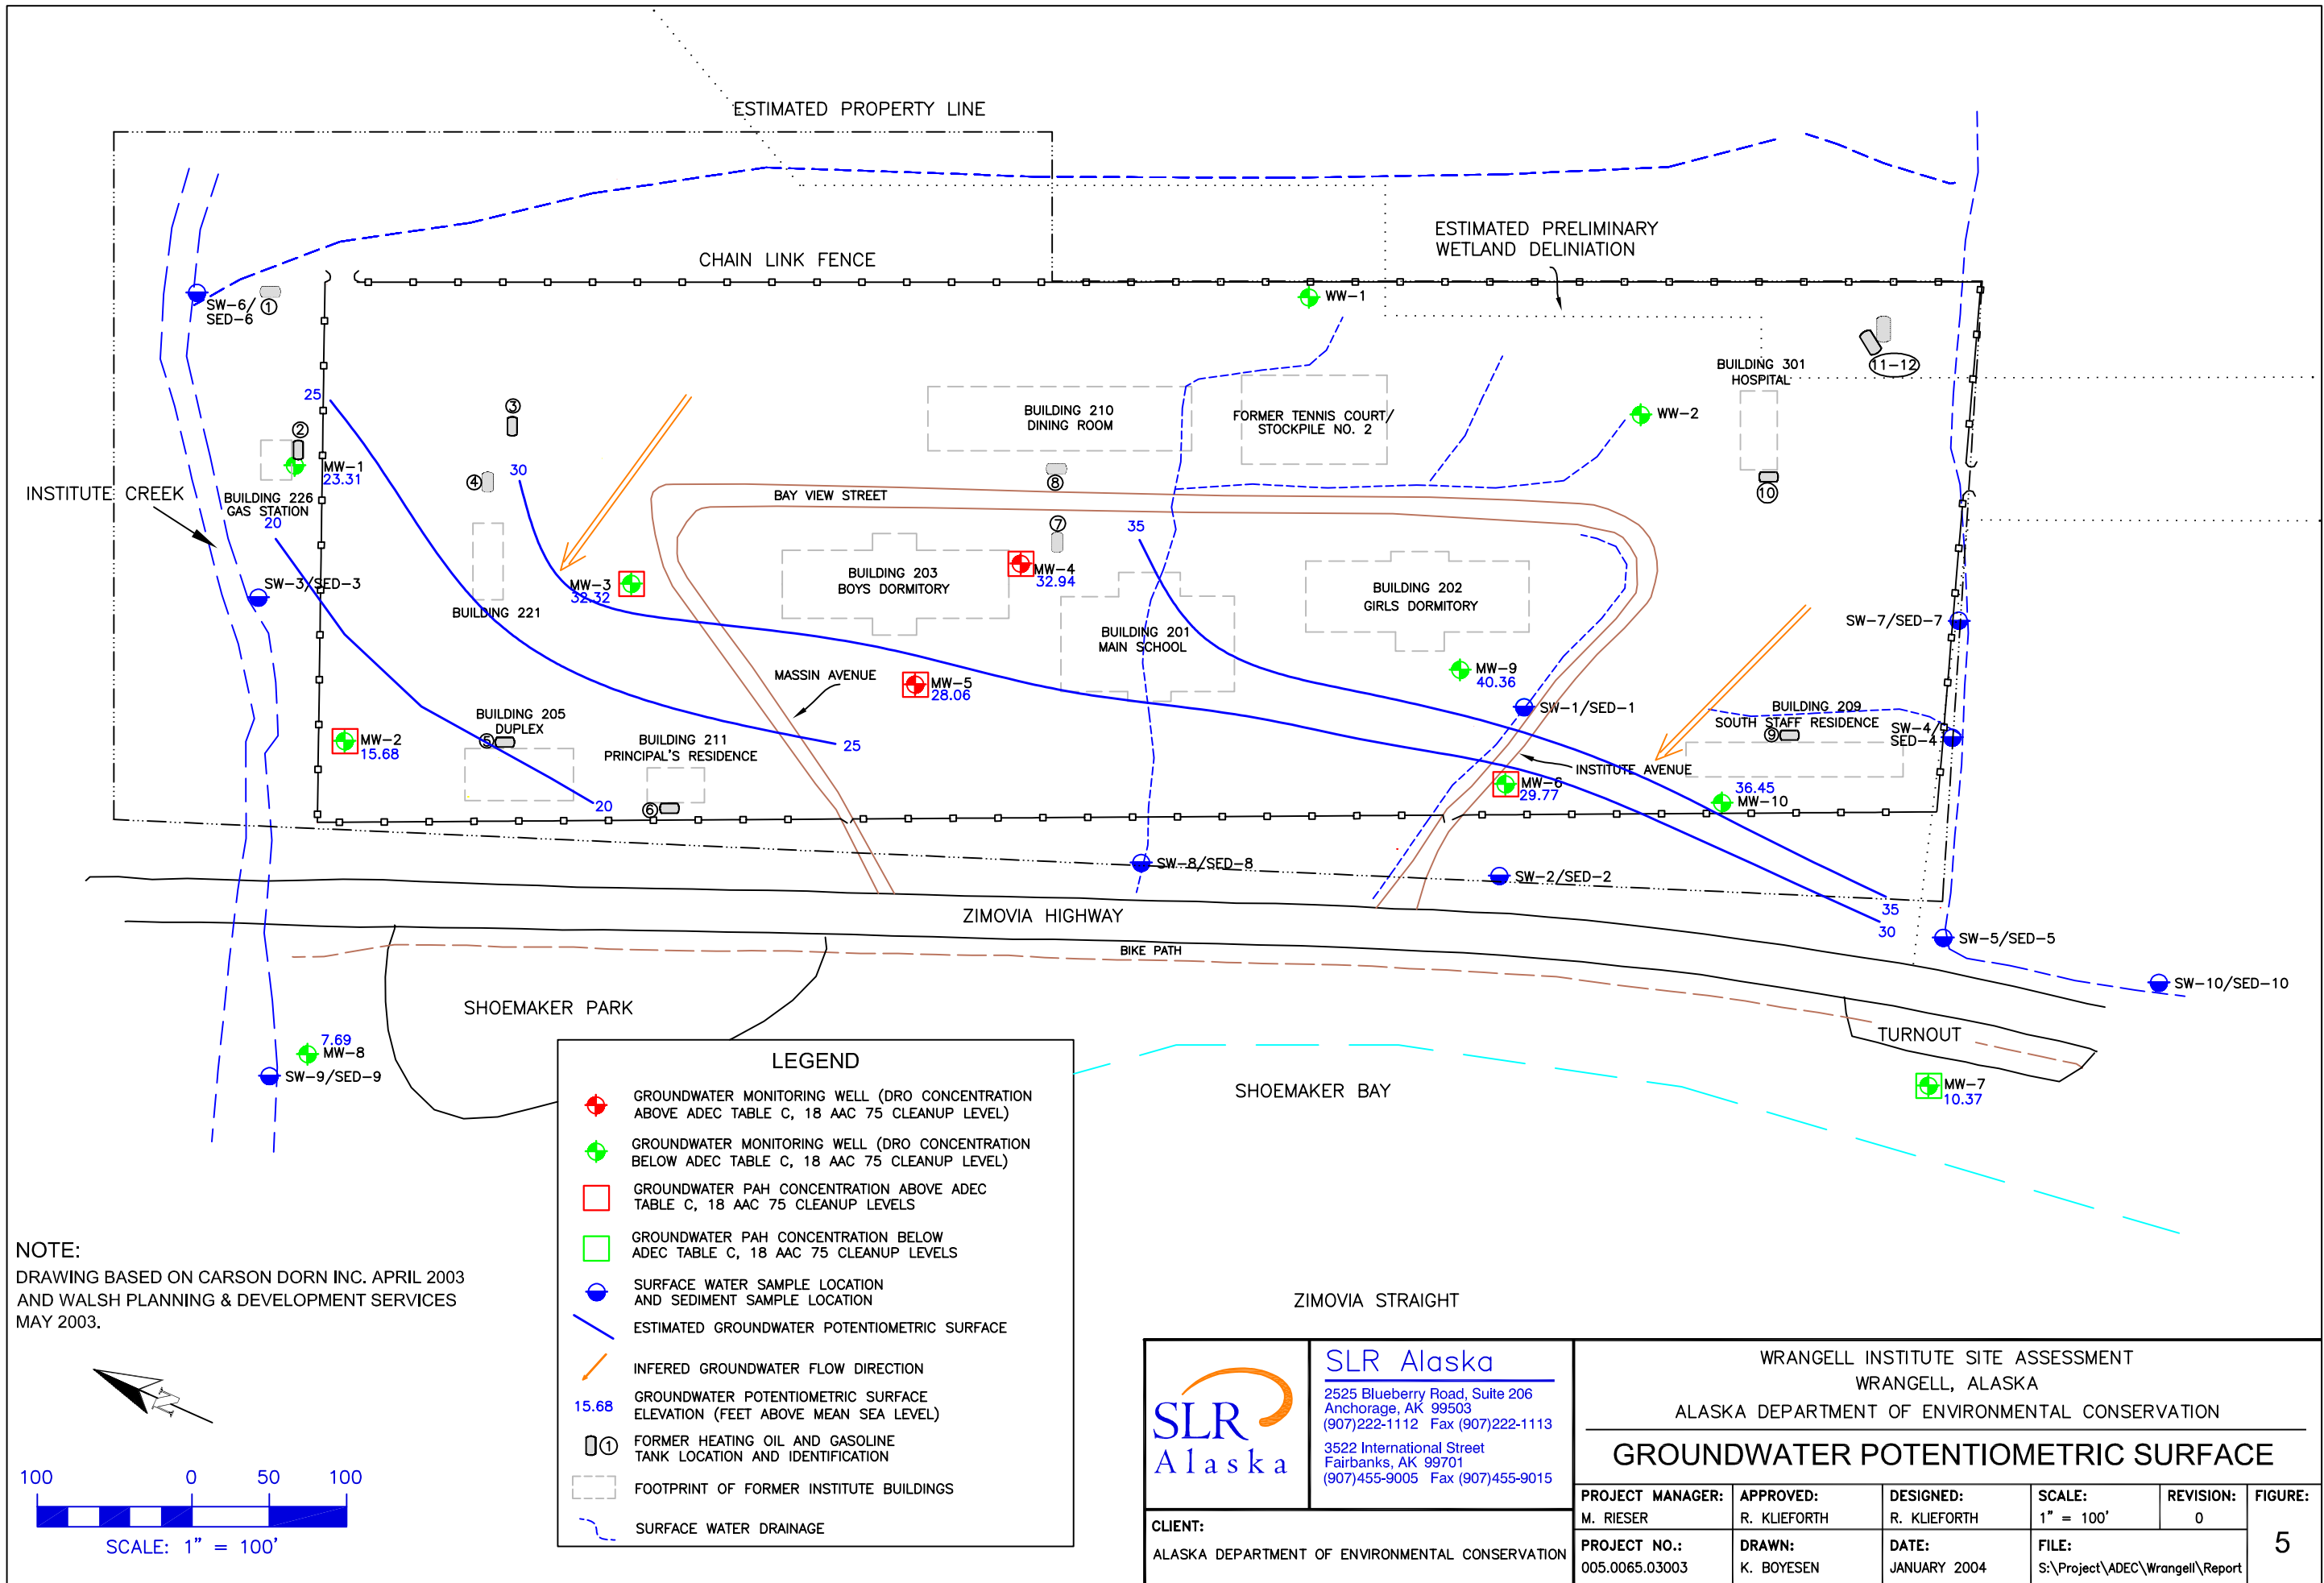 ESTIMATED PROPERTY LINE
ESTIMATED PRELIMINARY
WETLAND DELINIATION
CHAIN LINK FENCE
SW-6/
SED-6
1
WW-1
BUILDING 301
HOSPITAL
11-12
25
3
2
BUILDING 210
DINING ROOM
FORMER TENNIS COURT/
STOCKPILE NO. 2
WW-2
MW-1
23.31
30
4
8
10
INSTITUTE CREEK
BUILDING 226
GAS STATION
20
BAY VIEW STREET
7
35
SW-3/SED-3
MW-3
32.32
BUILDING 203
BOYS DORMITORY
MW-4
32.94
BUILDING 202
GIRLS DORMITORY
BUILDING 221
BUILDING 201
MAIN SCHOOL
SW-7/SED-7
MASSIN AVENUE
MW-5
28.06
MW-9
40.36
SW-1/SED-1
BUILDING 209
SOUTH STAFF RESIDENCE
9
SW-4/
SED-4
MW-2
15.68
BUILDING 205
DUPLEX
5
BUILDING 211
PRINCIPAL'S RESIDENCE
25
INSTITUTE AVENUE
MW-6
29.77
36.45
MW-10
20
6
SW-8/SED-8
SW-2/SED-2
ZIMOVIA HIGHWAY
35
30
SW-5/SED-5
BIKE PATH
SW-10/SED-10
SHOEMAKER PARK
TURNOUT
7.69
MW-8
SW-9/SED-9
SHOEMAKER BAY
MW-7
10.37
LEGEND
GROUNDWATER MONITORING WELL (DRO CONCENTRATION
ABOVE ADEC TABLE C, 18 AAC 75 CLEANUP LEVEL)
GROUNDWATER MONITORING WELL (DRO CONCENTRATION
BELOW ADEC TABLE C, 18 AAC 75 CLEANUP LEVEL)
GROUNDWATER PAH CONCENTRATION ABOVE ADEC
TABLE C, 18 AAC 75 CLEANUP LEVELS
GROUNDWATER PAH CONCENTRATION BELOW
ADEC TABLE C, 18 AAC 75 CLEANUP LEVELS
SURFACE WATER SAMPLE LOCATION
AND SEDIMENT SAMPLE LOCATION
ESTIMATED GROUNDWATER POTENTIOMETRIC SURFACE
INFERED GROUNDWATER FLOW DIRECTION
15.68 GROUNDWATER POTENTIOMETRIC SURFACE
ELEVATION (FEET ABOVE MEAN SEA LEVEL)
1 FORMER HEATING OIL AND GASOLINE
TANK LOCATION AND IDENTIFICATION
FOOTPRINT OF FORMER INSTITUTE BUILDINGS
SURFACE WATER DRAINAGE
NOTE:
DRAWING BASED ON CARSON DORN INC. APRIL 2003
AND WALSH PLANNING & DEVELOPMENT SERVICES
MAY 2003.
N
100 0 50 100
SCALE: 1" = 100'
ZIMOVIA STRAIGHT
SLR
Alaska
SLR Alaska
2525 Blueberry Road, Suite 206
Anchorage, AK 99503
(907)222-1112 Fax (907)222-1113
3522 International Street
Fairbanks, AK 99701
(907)455-9005 Fax (907)455-9015
CLIENT:
ALASKA DEPARTMENT OF ENVIRONMENTAL CONSERVATION
WRANGELL INSTITUTE SITE ASSESSMENT
WRANGELL, ALASKA
ALASKA DEPARTMENT OF ENVIRONMENTAL CONSERVATION
GROUNDWATER POTENTIOMETRIC SURFACE
PROJECT MANAGER:
M. RIESER
APPROVED:
R. KLIEFORTH
DESIGNED:
R. KLIEFORTH
SCALE:
1" = 100'
REVISION:
0
FIGURE:
5
PROJECT NO.:
005.0065.03003
DRAWN:
K. BOYESEN
DATE:
JANUARY 2004
FILE:
S:\Project\ADEC\Wrangell\Report